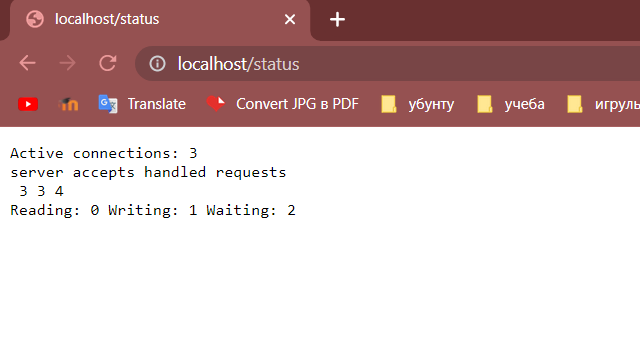 localhost/status
localhost/status
Translate Convert JPG в PDF убунту учеба игруль
Active connections: 3
server accepts handled requests
3 3 4
Reading: 0 Writing: 1 Waiting: 2